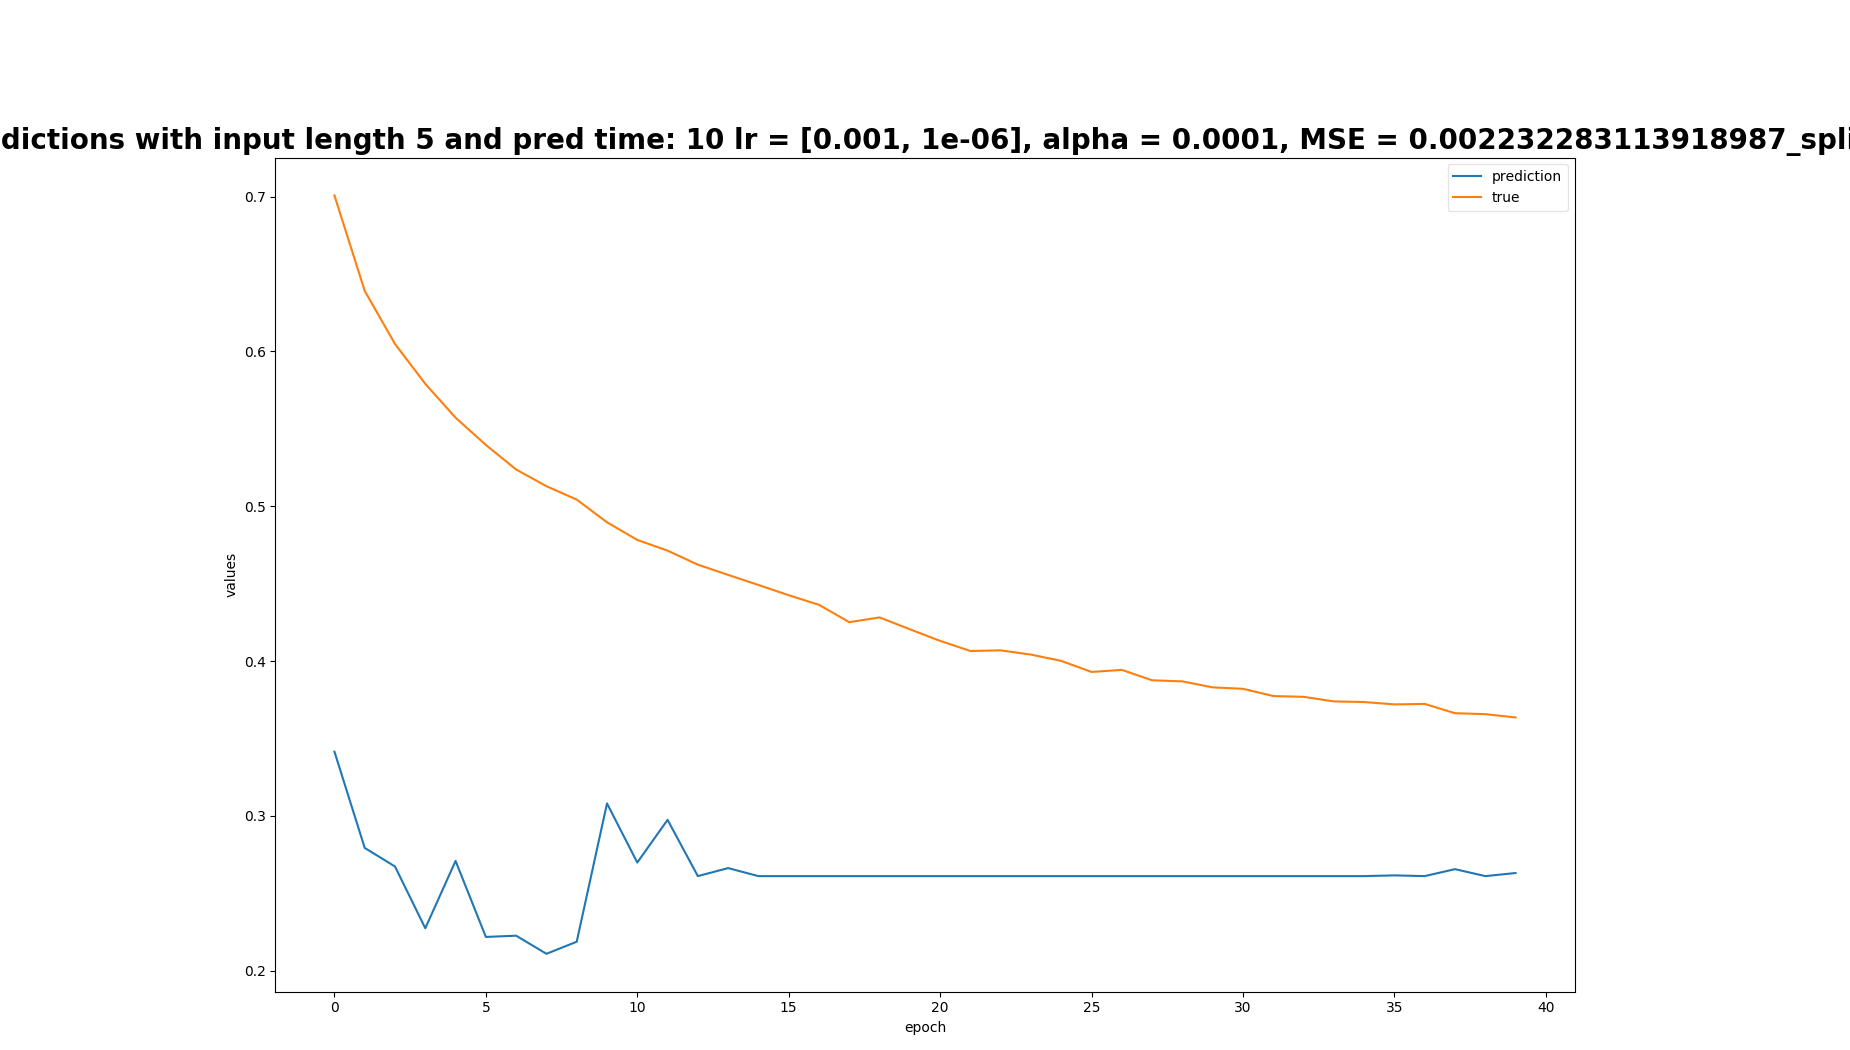 dictions with input length 5 and pred time: 10 lr = [0.001, 1e-06], alpha = 0.0001, MSE = 0.002232283113918987_spli
prediction
true
0.7
0.6
0.5
0.4
0.3
0.2
values
0 5 10 15 20 25 30 35 40
epoch